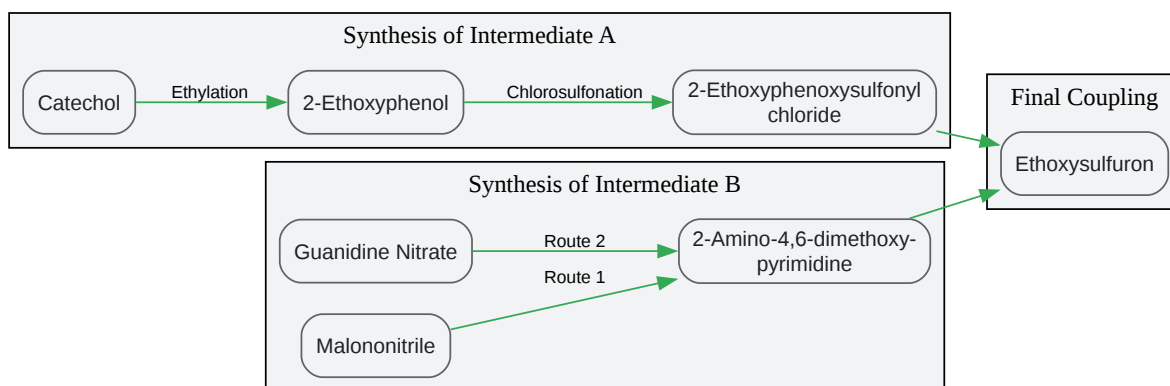 Synthesis of Intermediate A
Catechol
Ethylation
2-Ethoxyphenol
Chlorosulfonation
2-Ethoxyphenoxysulfonyl
chloride
Final Coupling
Ethoxysulfuron
Synthesis of Intermediate B
Guanidine Nitrate
Route 2
2-Amino-4,6-dimethoxy-
pyrimidine
Route 1
Malononitrile